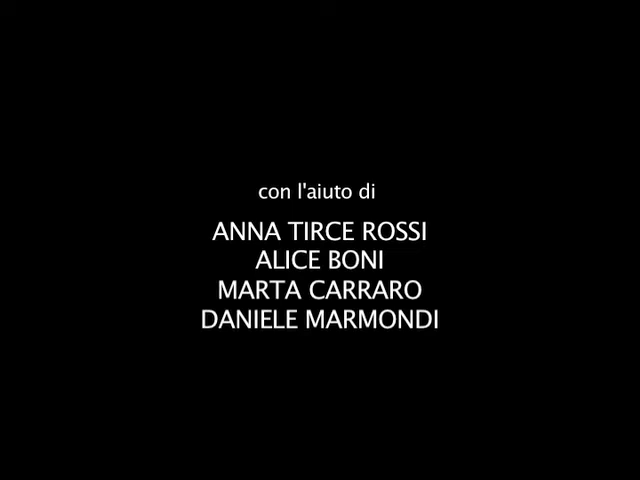 con l'aiuto di
ANNA TIRCE ROSSI
ALICE BONI
MARTA CARRARO
DANIELE MARMONDI